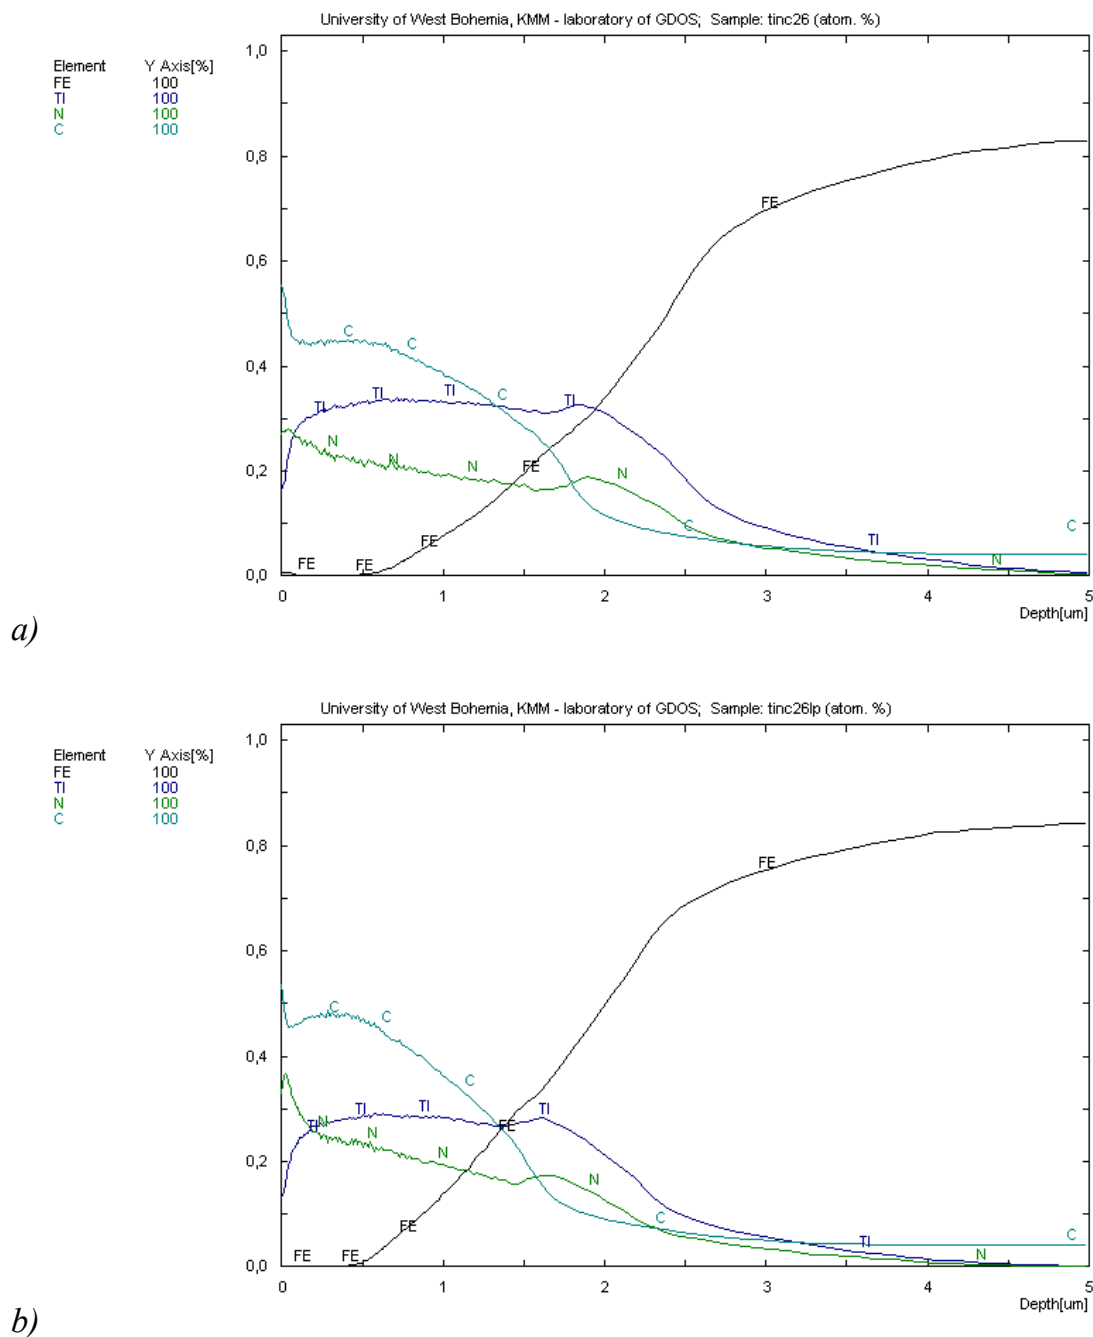 University of West Bohemia, KMM - laboratory of GDOS; Sample: tinc26 (atom. %)
Element Y Axis[%]
FE 100
TI 100
N 100
C 100
1,0
0,8
0,6
0,4
0,2
0,0
FE
C
C
TI
TI
TI
C
TI
N
N
N
FE
N
FE
FE
FE
C
TI
N
C
0 1 2 3 4 5
Depth[um]
a)
University of West Bohemia, KMM - laboratory of GDOS; Sample: tinc26lp (atom. %)
Element Y Axis[%]
FE 100
TI 100
N 100
C 100
1,0
0,8
0,6
0,4
0,2
0,0
FE
C
C
C
TI
TI
TI
TI
N
N
N
FE
N
FE
FE
FE
C
TI
N
C
0 1 2 3 4 5
Depth[um]
b)